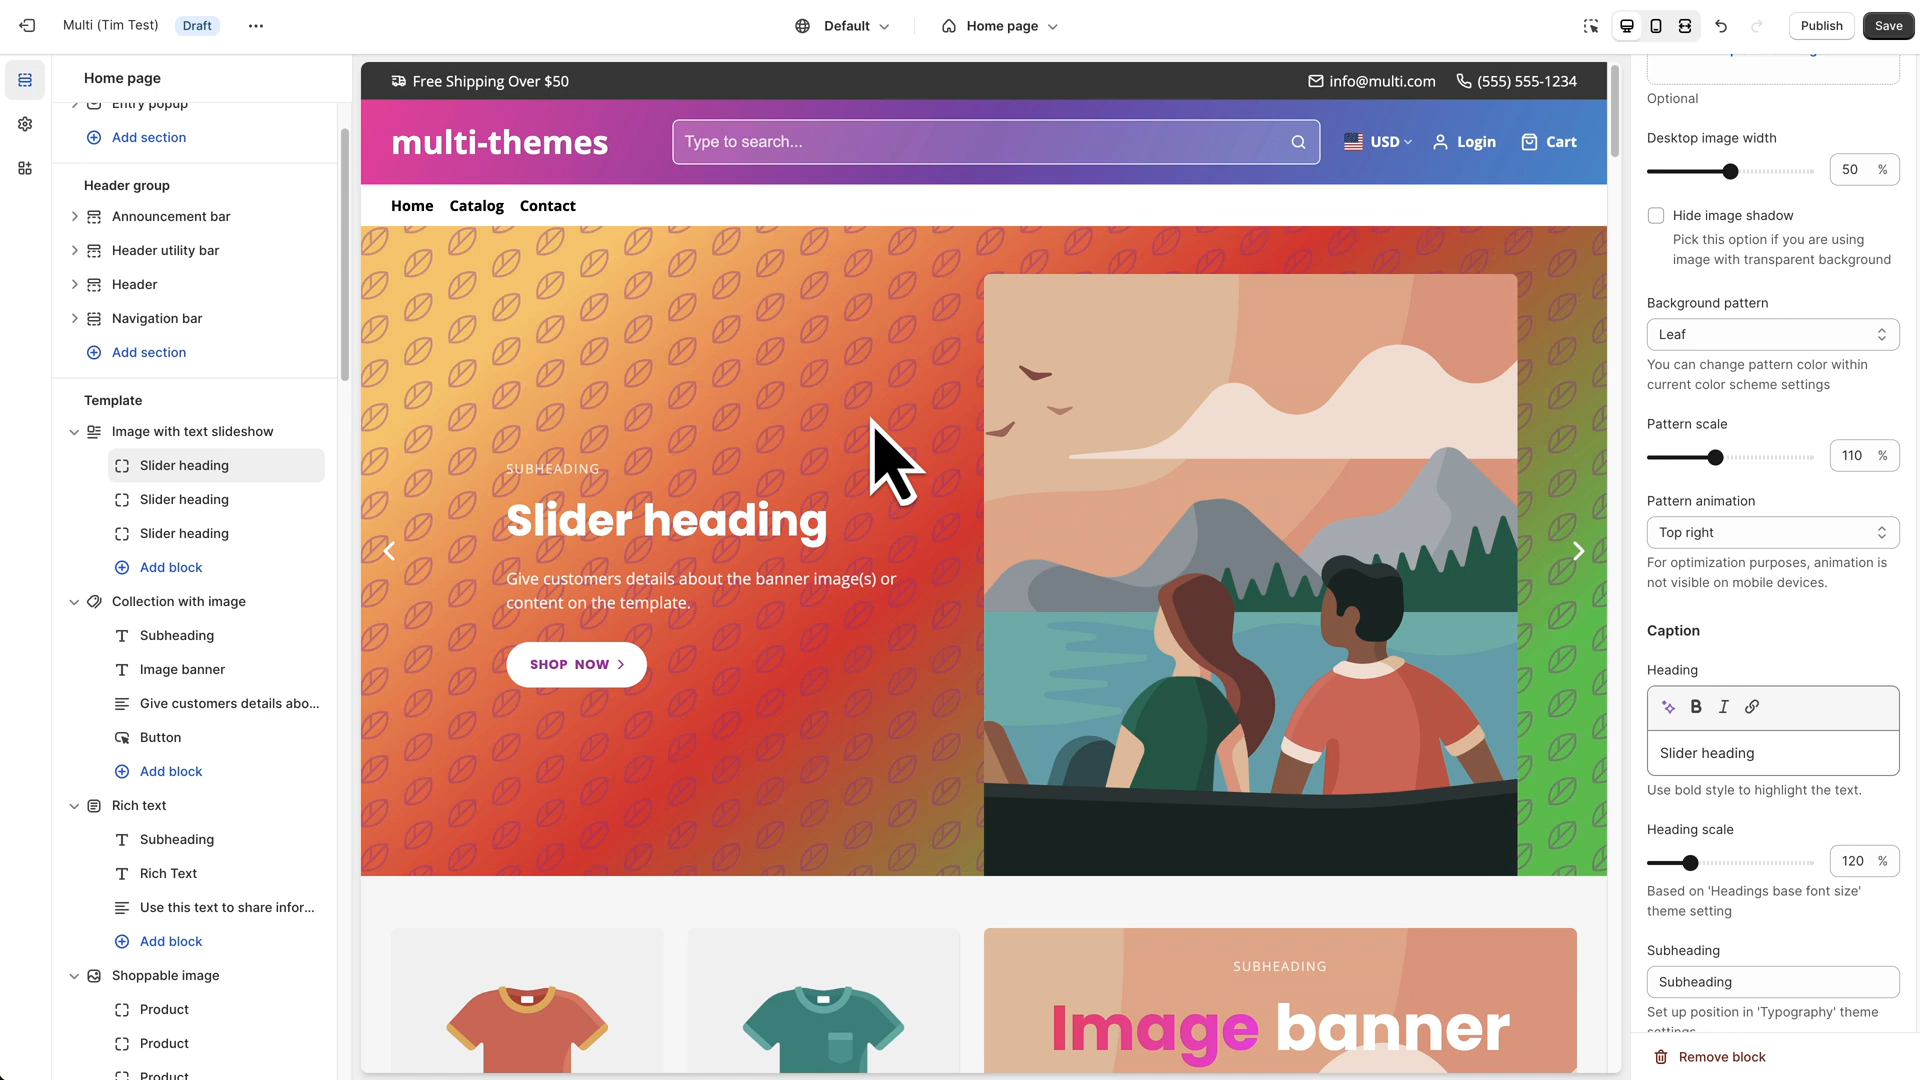 Multi (Tim Test) Draft
Default
Home page
Publish
Save
Home page
Entry popup
Add section
Header group
Announcement bar
Header utility bar
Header
Navigation bar
Add section
Template
Image with text slideshow
Slider heading
Slider heading
Slider heading
Add block
Collection with image
Subheading
Image banner
Give customers details abo...
Button
Add block
Rich text
Subheading
Rich Text
Use this text to share infor...
Add block
Shoppable image
Product
Product
Product
Free Shipping Over $50
info@multi.com (555) 555-1234
multi-themes
Type to search...
USD
Login
Cart
Home Catalog Contact
SUBHEADING
Slider heading
Give customers details about the banner image(s) or
content on the template.
SHOP NOW
SUBHEADING
Image banner
Optional
Desktop image width
50 %
Hide image shadow
Pick this option if you are using
image with transparent background
Background pattern
Leaf
You can change pattern color within
current color scheme settings
Pattern scale
110 %
Pattern animation
Top right
For optimization purposes, animation is
not visible on mobile devices.
Caption
Heading
B I
Slider heading
Use bold style to highlight the text.
Heading scale
120 %
Based on 'Headings base font size'
theme setting
Subheading
Subheading
Set up position in 'Typography' theme
settings
Remove block